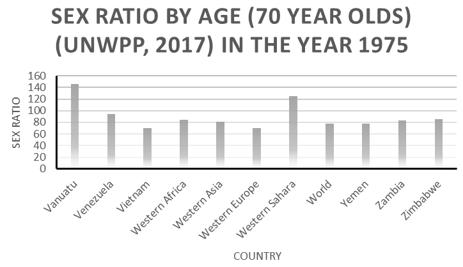 SEX RATIO BY AGE (70 YEAR OLDS)
(UNWPP, 2017) IN THE YEAR 1975
SEX RATIO
160
140
120
100
80
60
40
20
0
Vanuatu
Venezuela
Vietnam
Western Africa
Western Asia
Western Europe
Western Sahara
World
Yemen
Zambia
Zimbabwe
COUNTRY